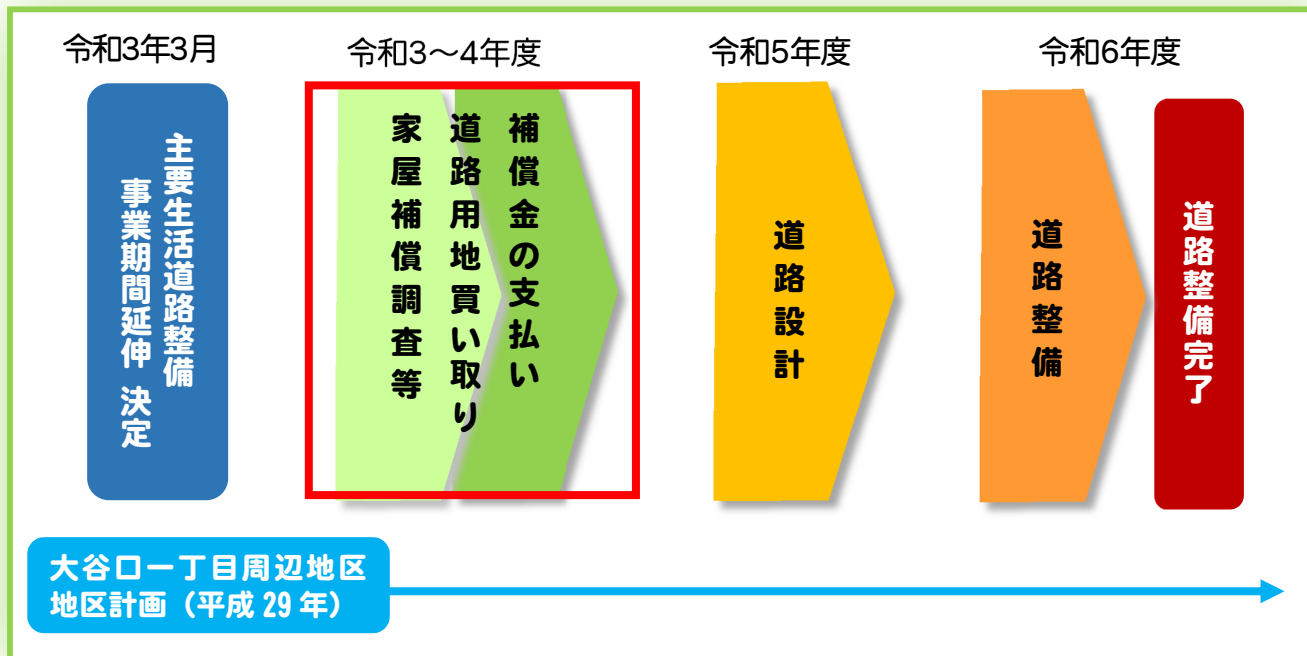 令和3年3月
令和3～4年度
令和5年度
令和6年度
主要生活道路整備
事業期間延伸 決定
家屋補償調査等
道路用地買い取り
補償金の支払い
道路設計
道路整備
道路整備完了
大谷口一丁目周辺地区
地区計画（平成 29 年）